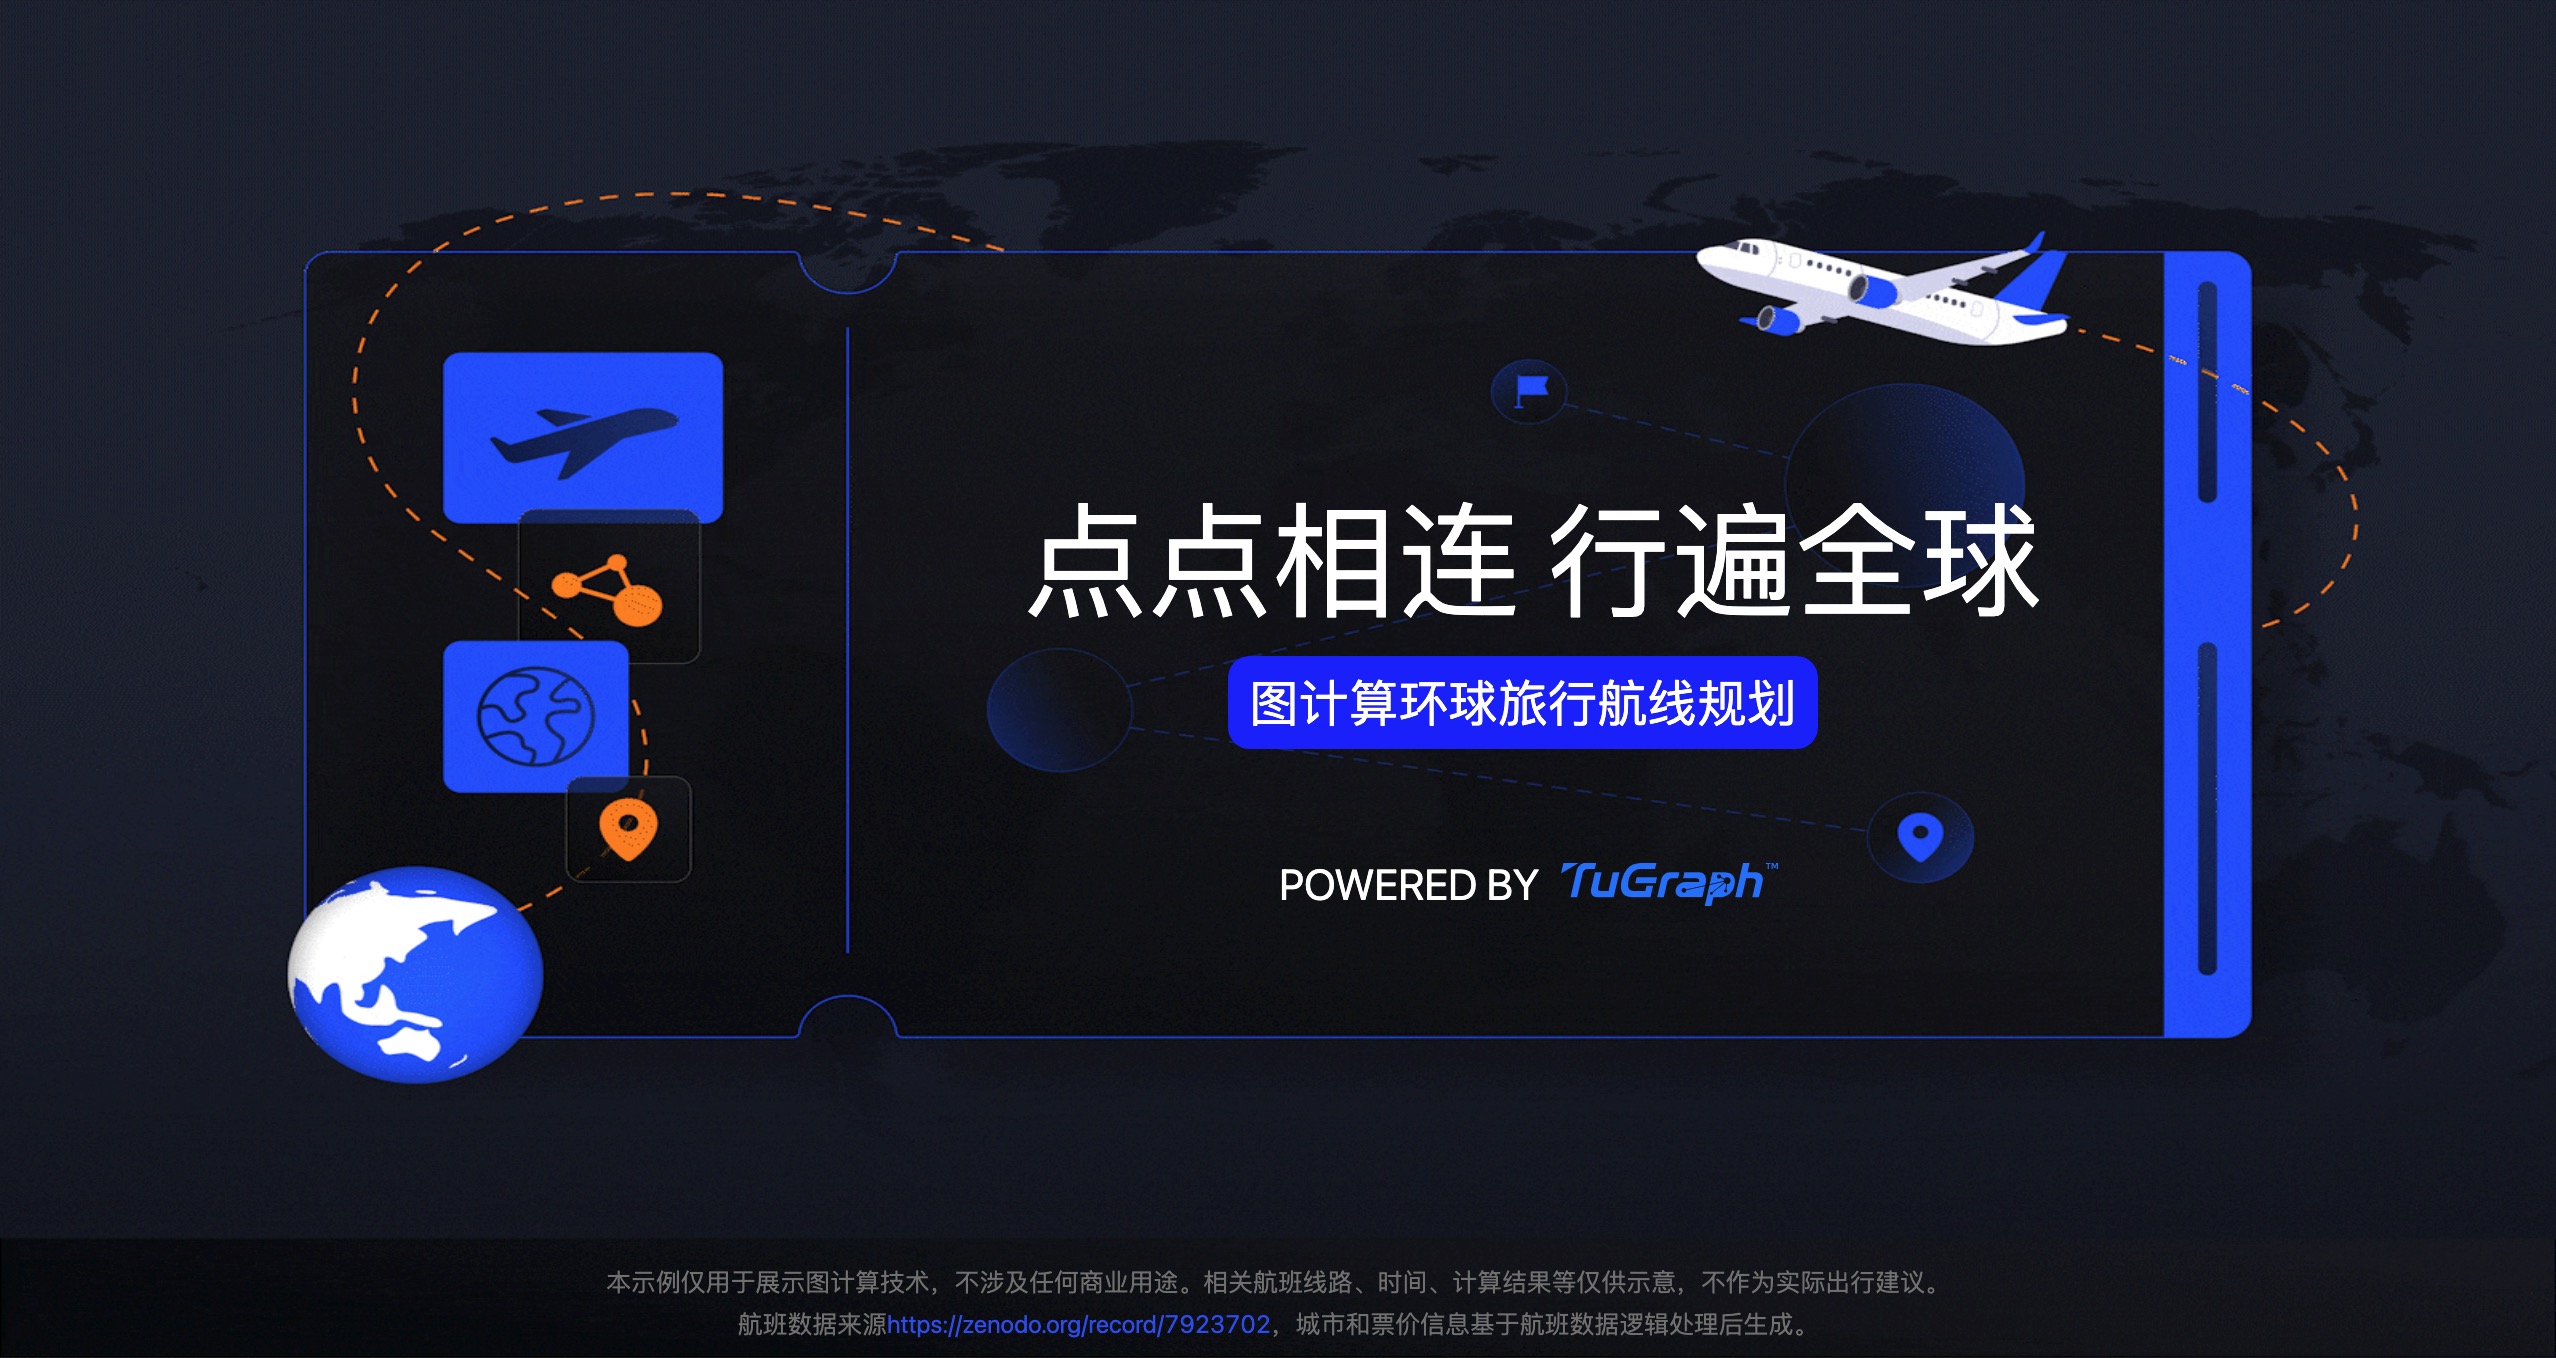 点点相连 行遍全球
图计算环球旅行航线规划
POWERED BY TuGraph™
本示例仅用于展示图计算技术，不涉及任何商业用途。相关航班线路、时间、计算结果等仅供示意，不作为实际出行建议。
航班数据来源https://zenodo.org/record/7923702，城市和票价信息基于航班数据逻辑处理后生成。